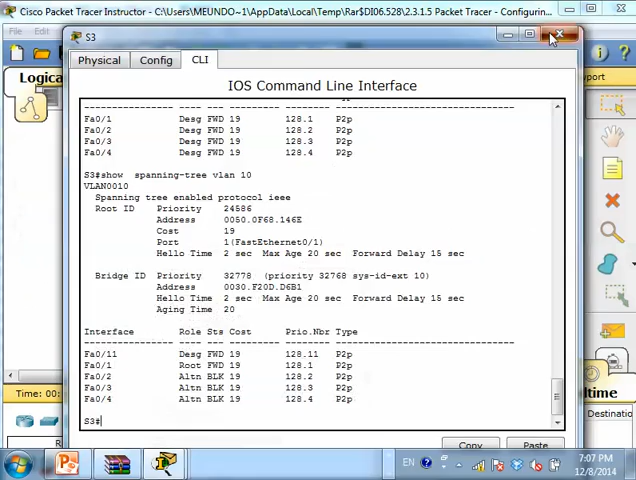 Cisco Packet Tracer Instructor - C:\Users\MEUNDO~1\AppData\Local\Temp\Rar$DI06.528\2.3.1.5 Packet Tracer - Configurin...
File Edit
S3
Logica
Physical Config CLI
IOS Command Line Interface
Fa0/1 Desg FWD 19 128.1 P2p
Fa0/2 Desg FWD 19 128.2 P2p
Fa0/3 Desg FWD 19 128.3 P2p
Fa0/4 Desg FWD 19 128.4 P2p
S3#show spanning-tree vlan 10
VLAN0010
Spanning tree enabled protocol ieee
Root ID Priority 24586
Address 0050.0F68.146E
Cost 19
Port 1(FastEthernet0/1)
Hello Time 2 sec Max Age 20 sec Forward Delay 15 sec
Bridge ID Priority 32778 (priority 32768 sys-id-ext 10)
Address 0030.F20D.D6B1
Hello Time 2 sec Max Age 20 sec Forward Delay 15 sec
Aging Time 20
Interface Role Sts Cost Prio.Nbr Type
---------------- ---- --- --------- -------- --------------------------------
Fa0/11 Desg FWD 19 128.11 P2p
Fa0/1 Root FWD 19 128.1 P2p
Fa0/2 Altn BLK 19 128.2 P2p
Fa0/3 Altn BLK 19 128.3 P2p
Fa0/4 Altn BLK 19 128.4 P2p
S3#
Copy Paste
port
Time: 00:
ltime
Destinatio
EN
7:07 PM
12/8/2014